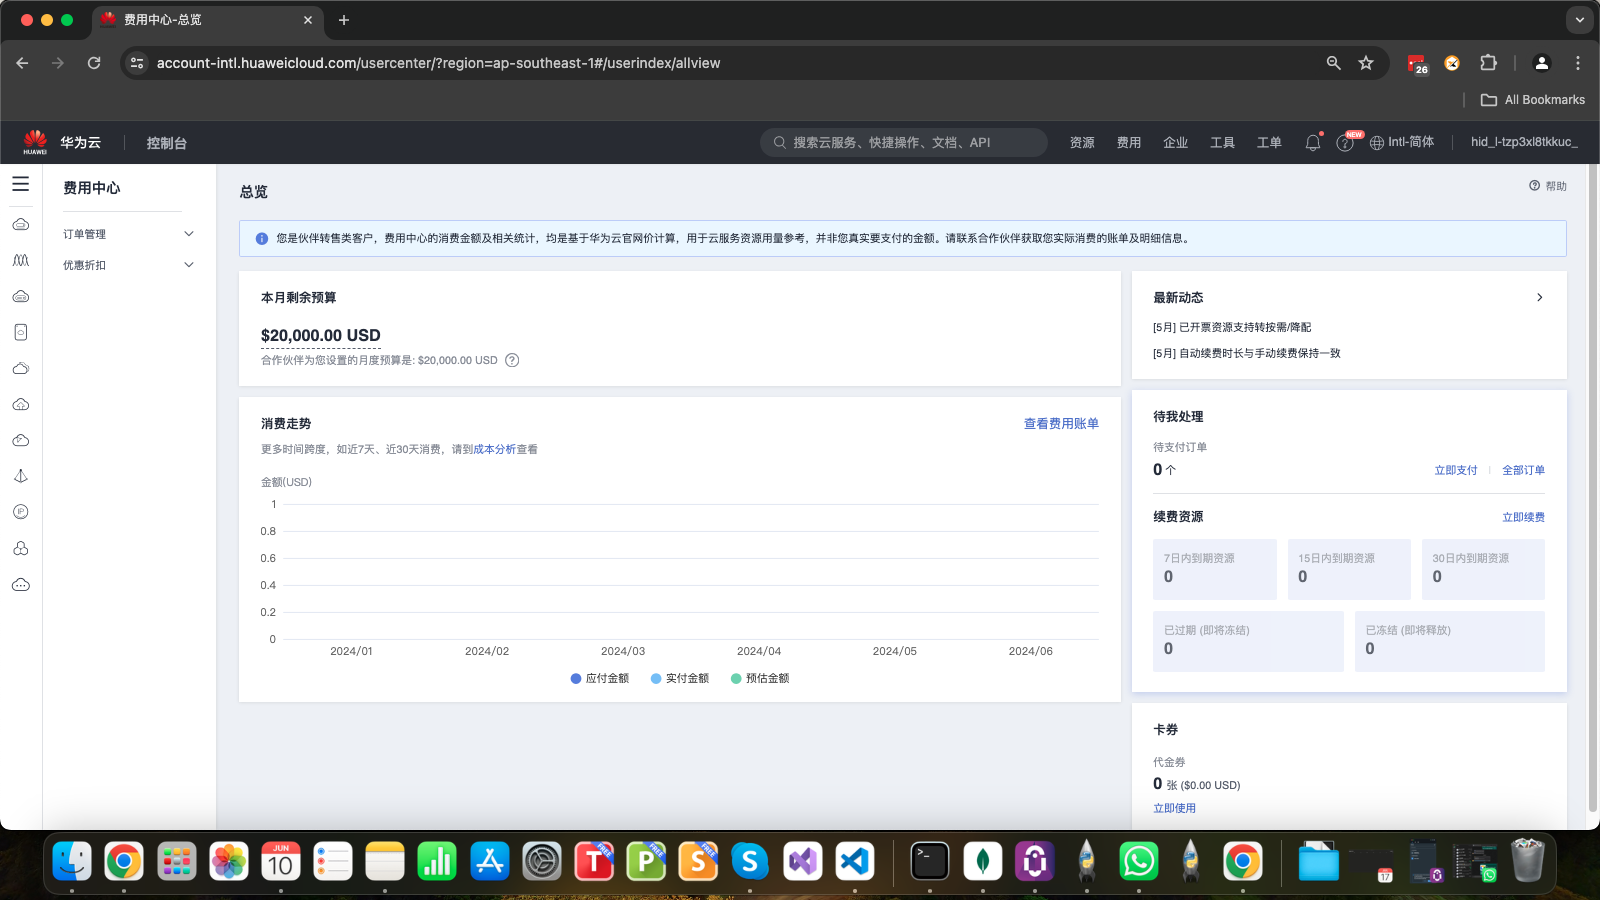 费用中心-总览
account-intl.huaweicloud.com/usercenter/?region=ap-southeast-1#/userindex/allview
26
All Bookmarks
HUAWEI
华为云
控制台
搜索云服务、快捷操作、文档、API
资源
费用
企业
工具
工单
NEW
Intl-简体
hid_l-tzp3xl8tkkuc_
费用中心
订单管理
优惠折扣
总览
帮助
您是伙伴转售类客户，费用中心的消费金额及相关统计，均是基于华为云官网价计算，用于云服务资源用量参考，并非您真实要支付的金额。请联系合作伙伴获取您实际消费的账单及明细信息。
本月剩余预算
$20,000.00 USD
合作伙伴为您设置的月度预算是: $20,000.00 USD
最新动态
[5月] 已开票资源支持转按需/降配
[5月] 自动续费时长与手动续费保持一致
消费走势
查看费用账单
更多时间跨度，如近7天、近30天消费，请到成本分析查看
金额(USD)
1
0.8
0.6
0.4
0.2
0
2024/01
2024/02
2024/03
2024/04
2024/05
2024/06
应付金额
实付金额
预估金额
待我处理
待支付订单
0 个
立即支付
全部订单
续费资源
立即续费
7日内到期资源
0
15日内到期资源
0
30日内到期资源
0
已过期 (即将冻结)
0
已冻结 (即将释放)
0
卡券
代金券
0 张 ($0.00 USD)
立即使用
IP
JUN
10
T
FREE
P
FREE
S
FREE
S
17